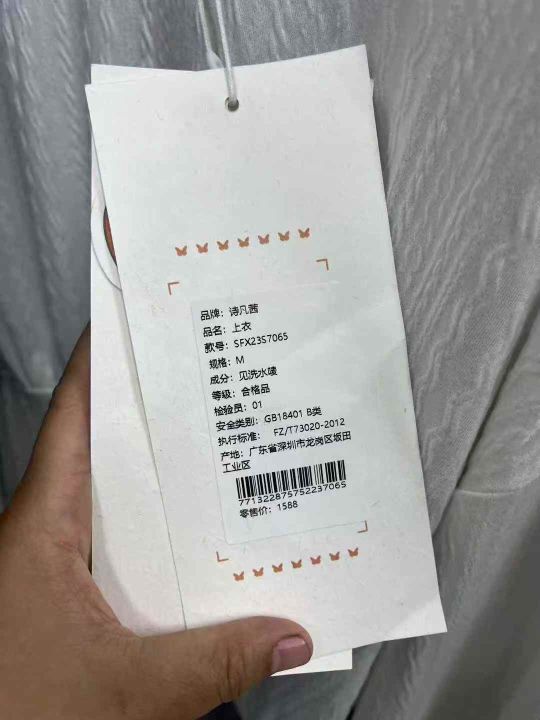 品牌：诗凡茜
品名：上衣
款号：SFX23S7065
规格：M
成分：见洗水唛
等级：合格品
检验员：01
安全类别：GB18401 B类
执行标准： FZ/T73020-2012
产地：广东省深圳市龙岗区坂田
工业区
771322875752237065
零售价：1588